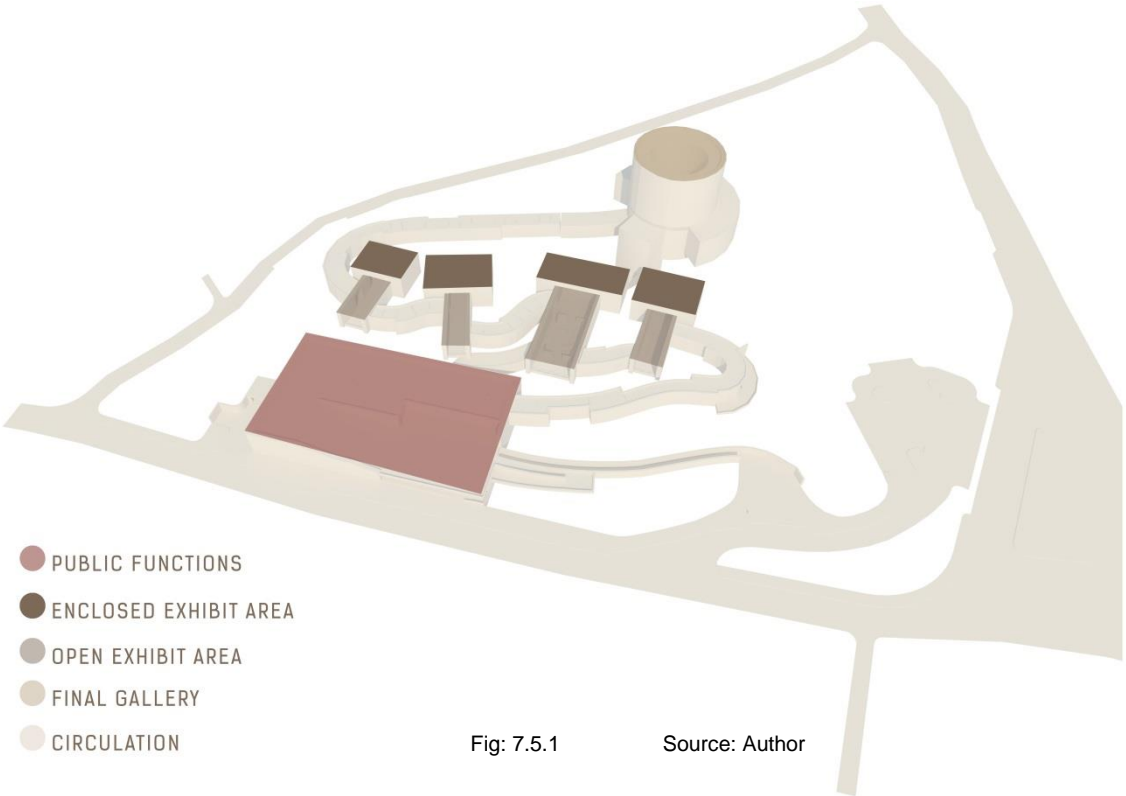 PUBLIC FUNCTIONS
ENCLOSED EXHIBIT AREA
OPEN EXHIBIT AREA
FINAL GALLERY
CIRCULATION
Fig: 7.5.1 Source: Author